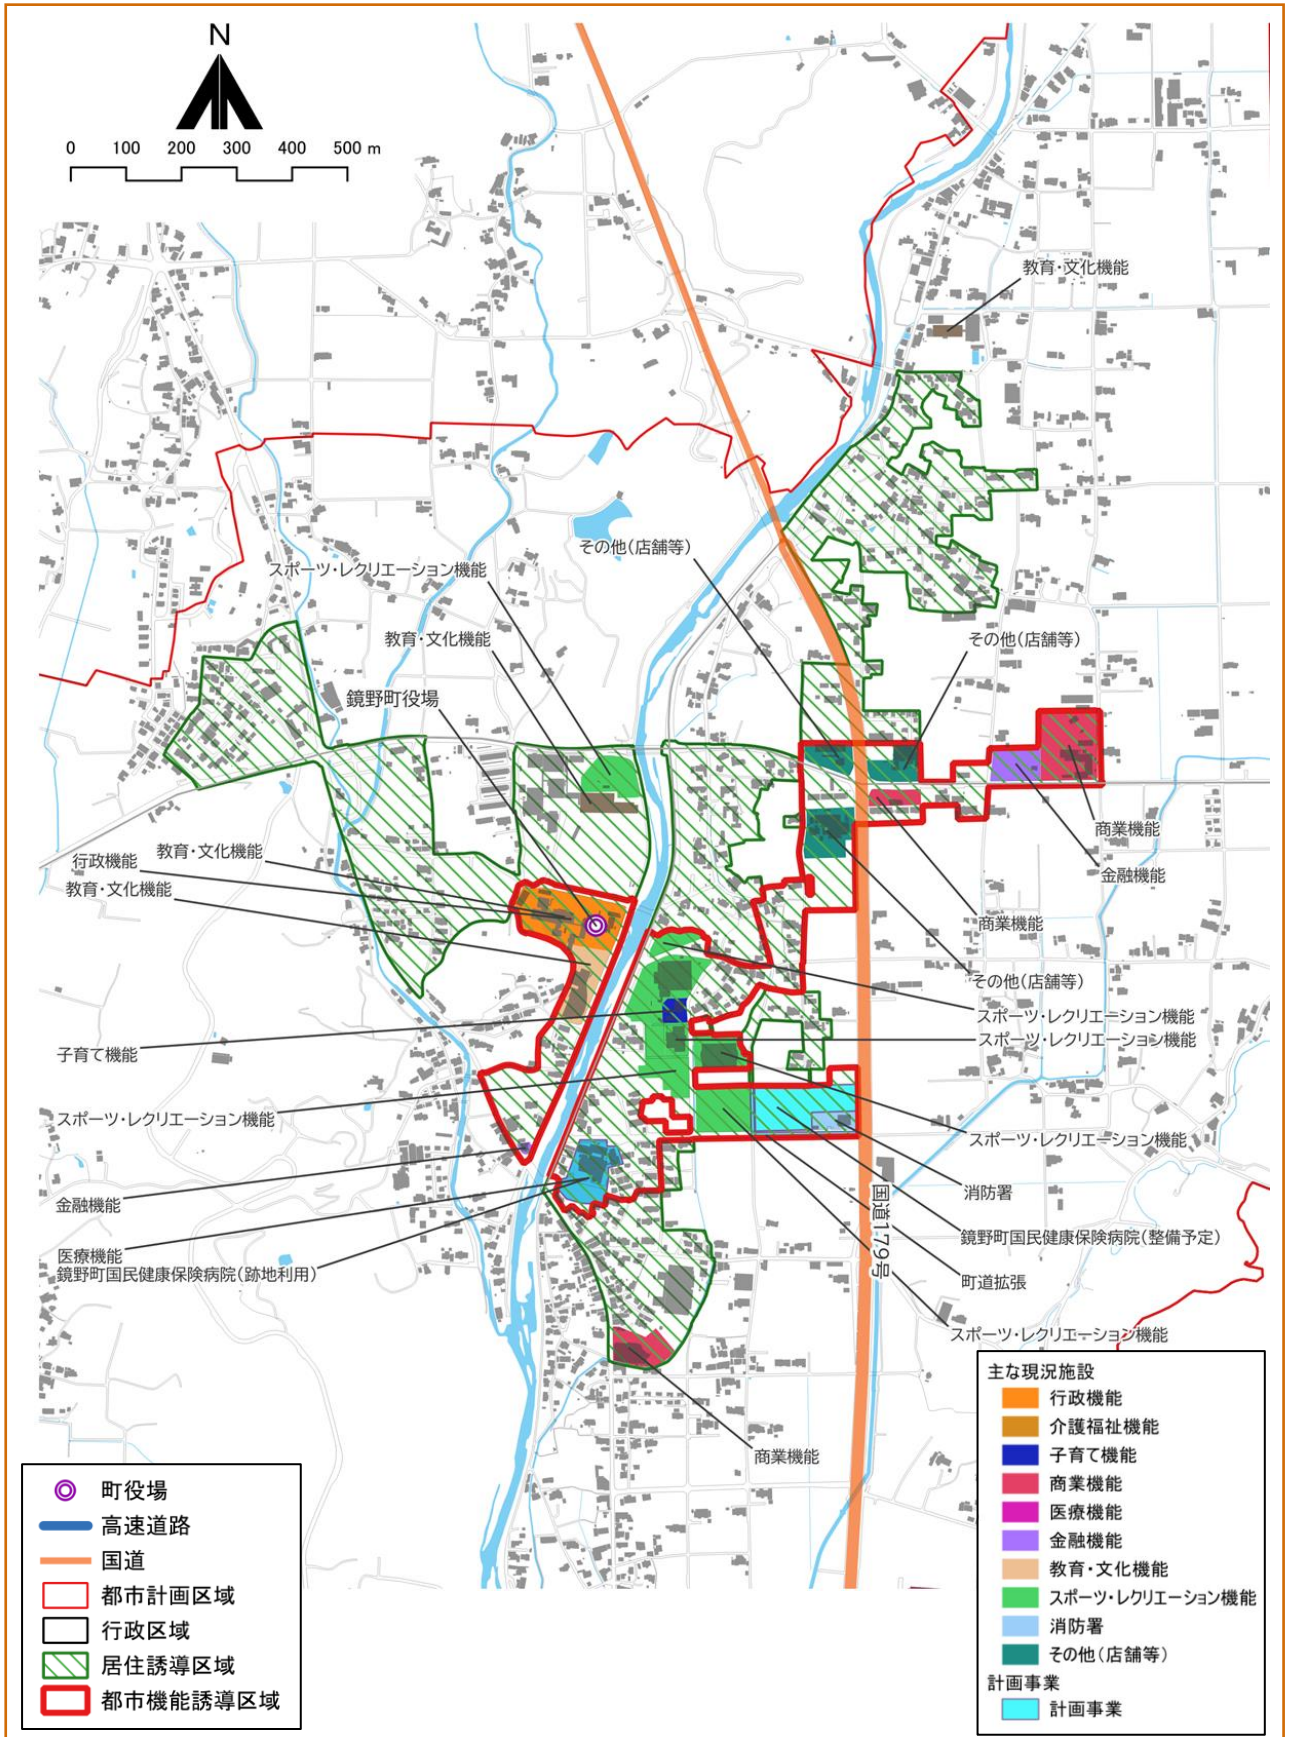 N
0 100 200 300 400 500 m
教育・文化機能
その他(店舗等)
スポーツ・レクリエーション機能
教育・文化機能
その他(店舗等)
鏡野町役場
商業機能
教育・文化機能
行政機能
金融機能
教育・文化機能
商業機能
その他(店舗等)
スポーツ・レクリエーション機能
スポーツ・レクリエーション機能
子育て機能
スポーツ・レクリエーション機能
スポーツ・レクリエーション機能
消防署
金融機能
国道179号
鏡野町国民健康保険病院(整備予定)
医療機能
鏡野町国民健康保険病院(跡地利用)
町道拡張
スポーツ・レクリエーション機能
商業機能
町役場
高速道路
国道
都市計画区域
行政区域
居住誘導区域
都市機能誘導区域
主な現況施設
行政機能
介護福祉機能
子育て機能
商業機能
医療機能
金融機能
教育・文化機能
スポーツ・レクリエーション機能
消防署
その他(店舗等)
計画事業
計画事業